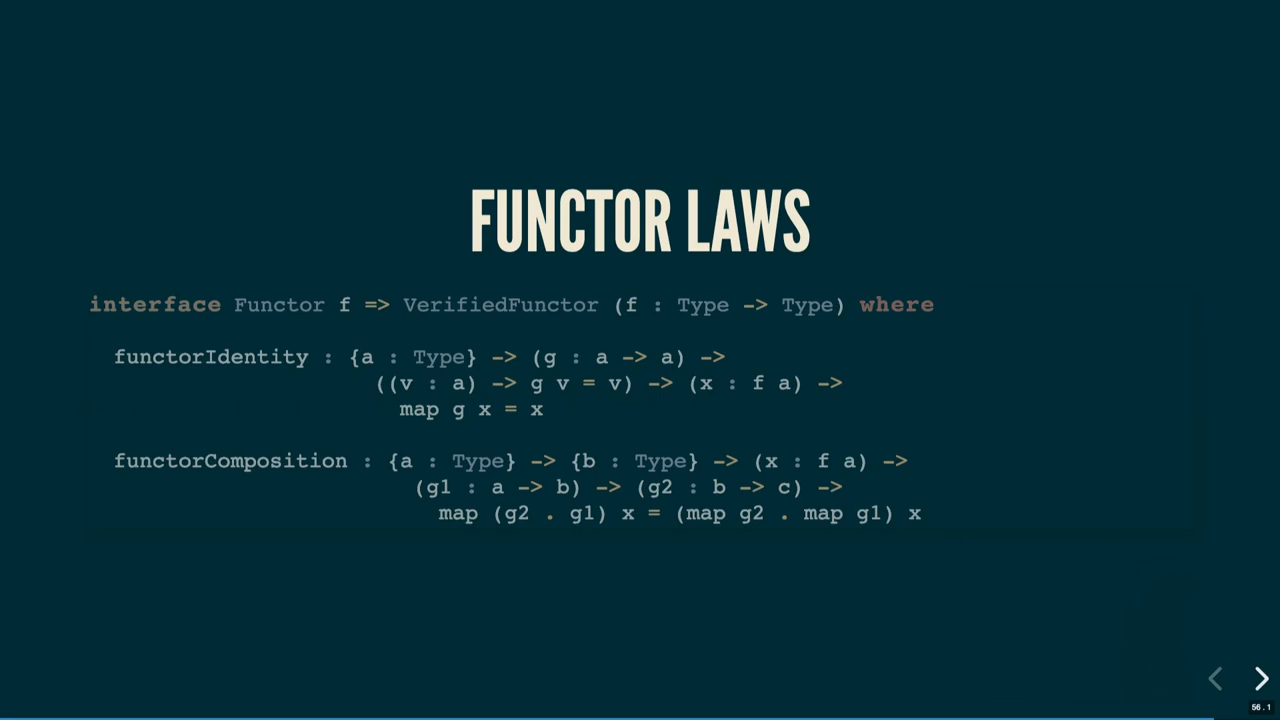 FUNCTOR LAWS
interface Functor f => VerifiedFunctor (f : Type -> Type) where
functorIdentity : {a : Type} -> (g : a -> a) ->
((v : a) -> g v = v) -> (x : f a) ->
map g x = x
functorComposition : {a : Type} -> {b : Type} -> (x : f a) ->
(g1 : a -> b) -> (g2 : b -> c) ->
map (g2 . g1) x = (map g2 . map g1) x
56.1